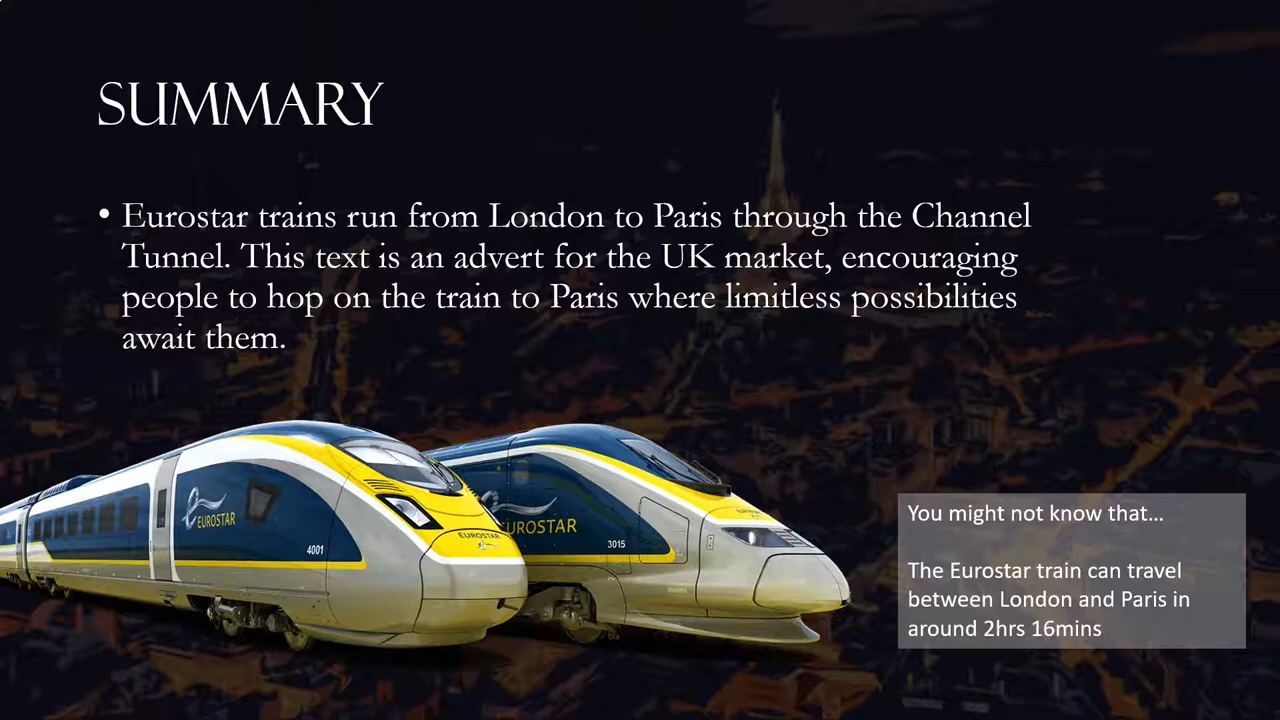 SUMMARY
• Eurostar trains run from London to Paris through the Channel
Tunnel. This text is an advert for the UK market, encouraging
people to hop on the train to Paris where limitless possibilities
await them.
EUROSTAR
4001
EUROSTAR
EUROSTAR
3015
You might not know that...
The Eurostar train can travel
between London and Paris in
around 2hrs 16mins